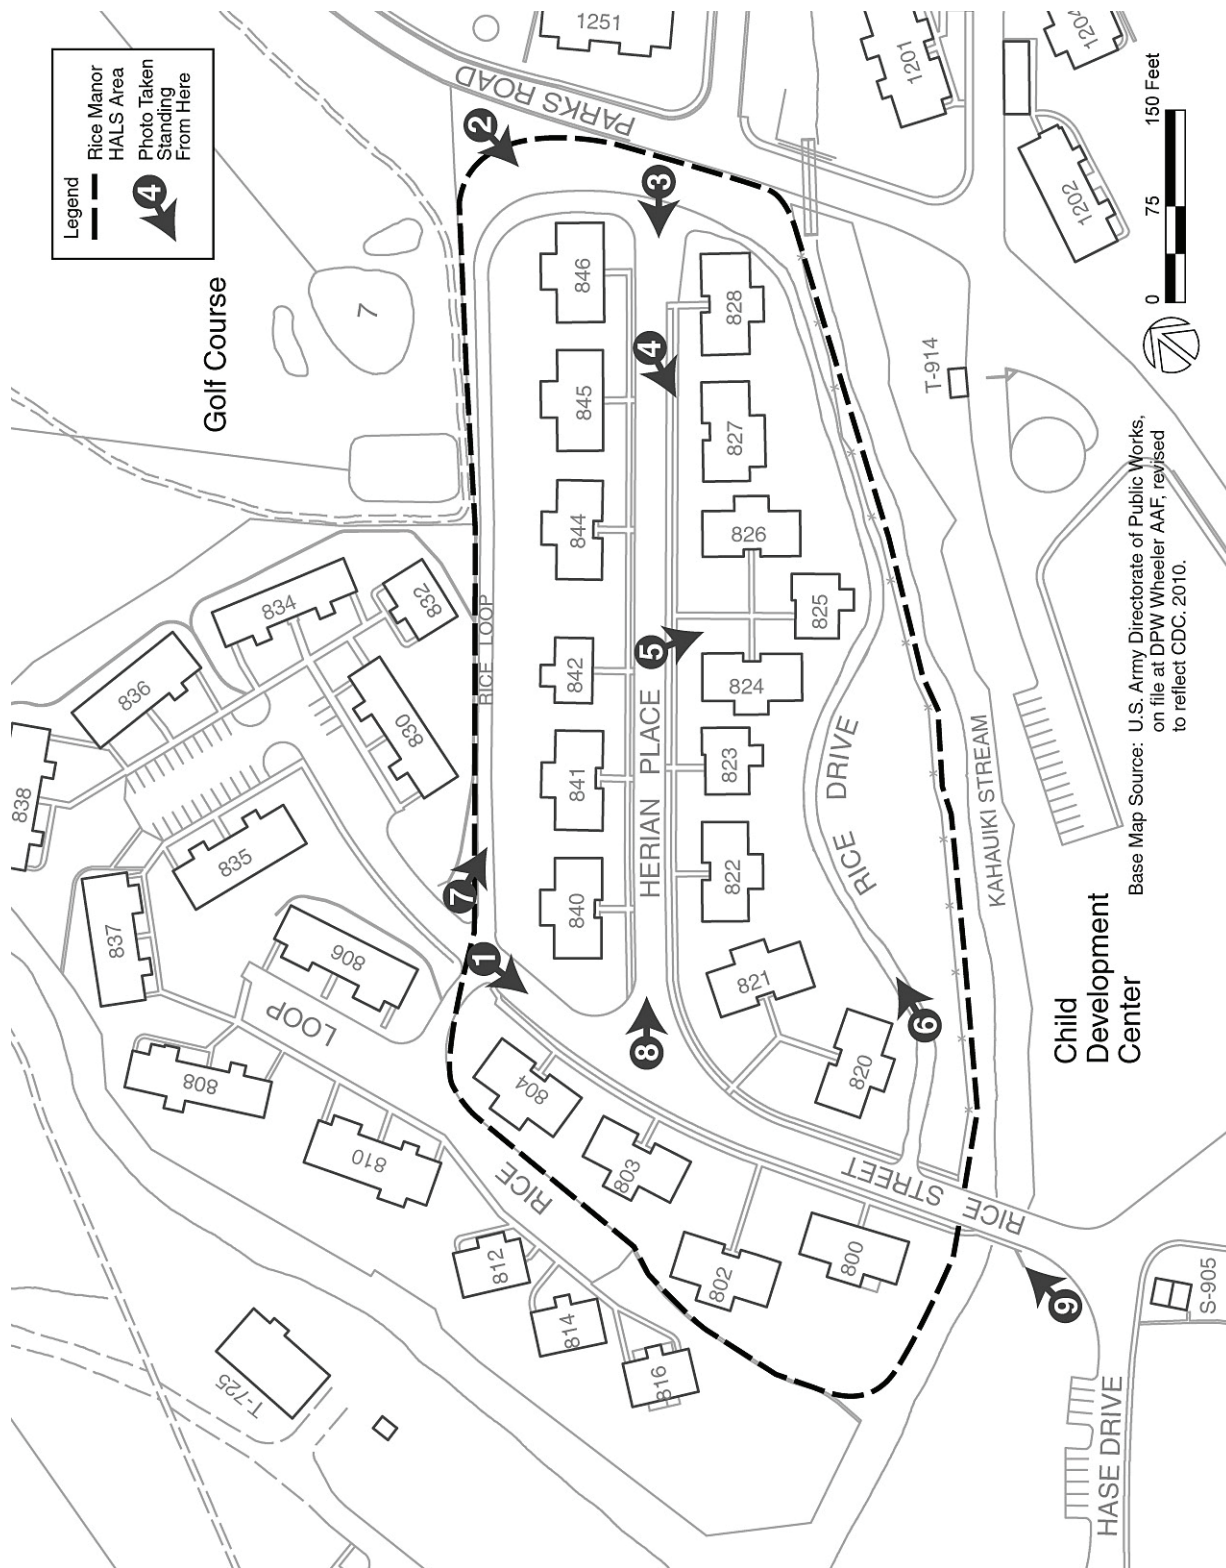 Legend
Rice Manor
HALS Area
4
Photo Taken
Standing
From Here
Golf Course
7
PARKS ROAD
1251
1201
1204
1202
150 Feet
75
0
2
3
846
845
844
842
841
840
828
827
826
825
824
823
822
821
820
4
5
HERIAN PLACE
RICE LOOP
RICE DRIVE
KAHAUIKI STREAM
T-914
834
832
836
830
838
835
837
806
LOOP
808
810
7
1
8
6
804
803
802
800
RICE
RICE STREET
812
814
816
T-725
9
HASE DRIVE
S-905
Child
Development
Center
Base Map Source: U.S. Army Directorate of Public Works,
on file at DPW Wheeler AAF, revised
to reflect CDC. 2010.